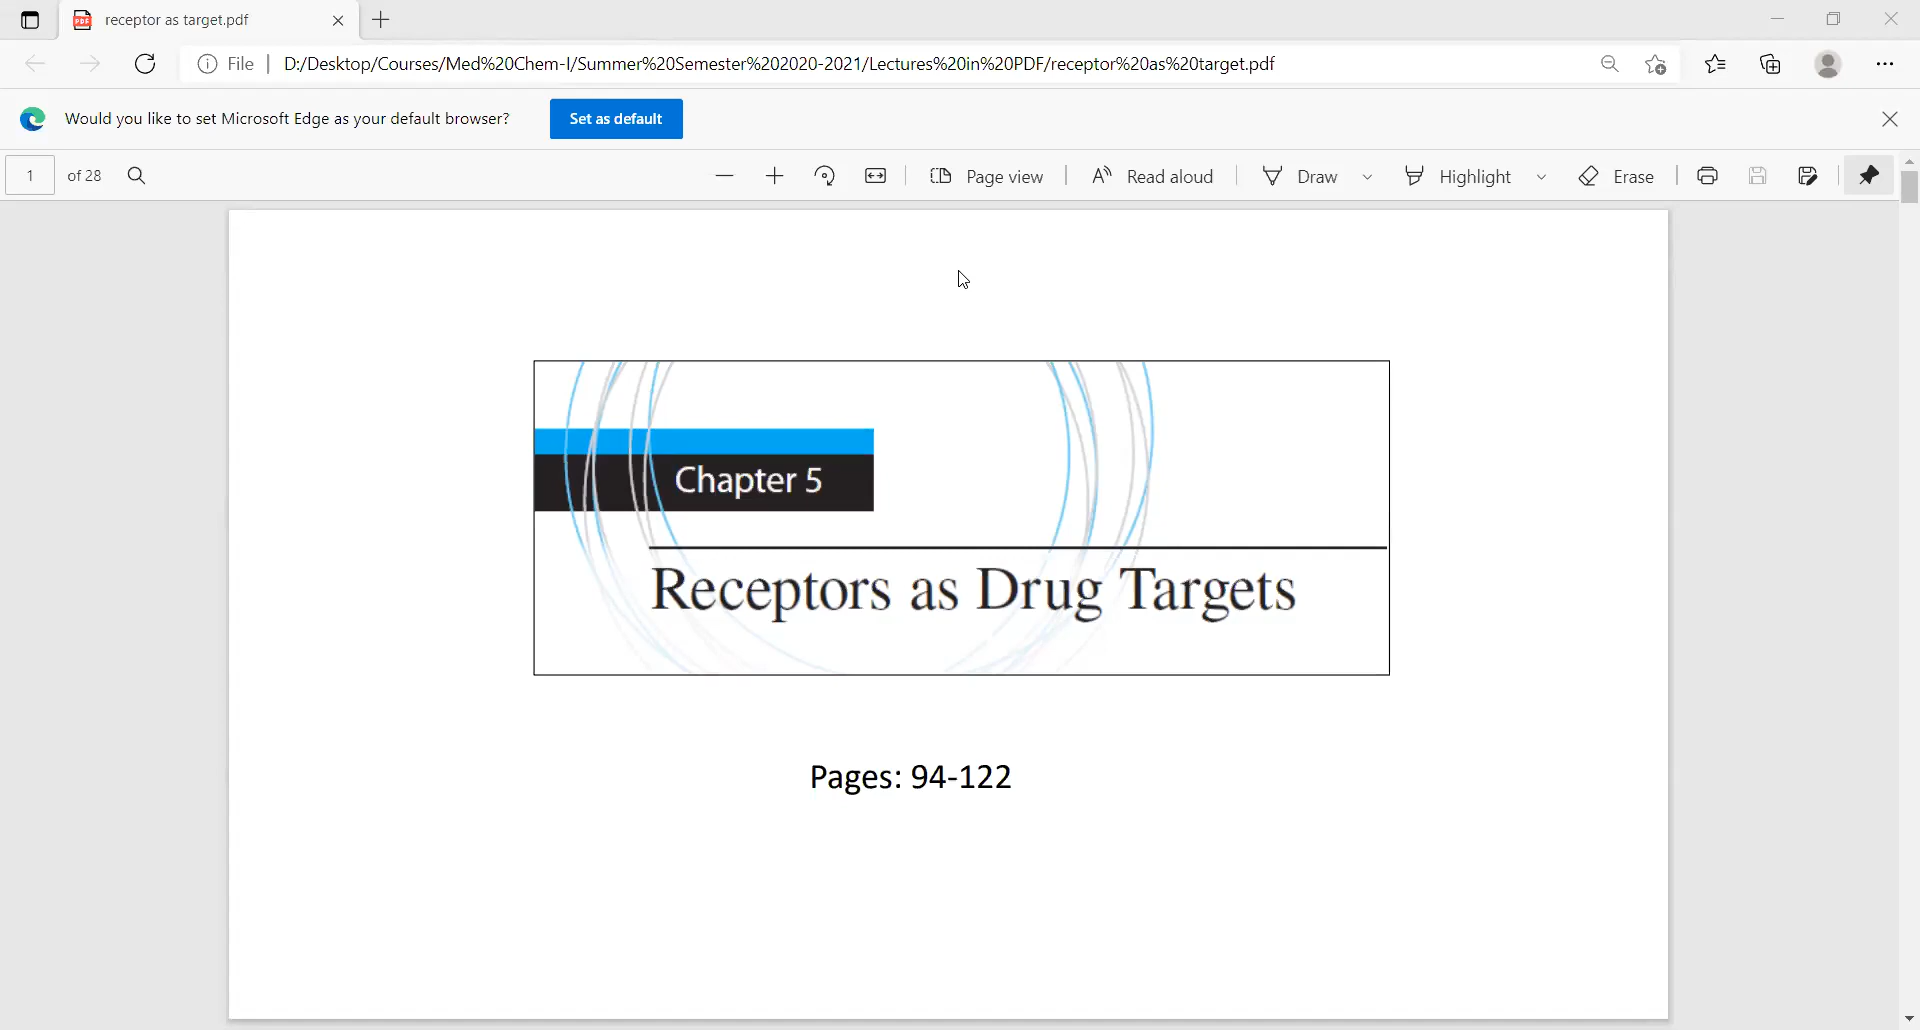 receptor as target.pdf
File
D:/Desktop/Courses/Med%20Chem-I/Summer%20Semester%202020-2021/Lectures%20in%20PDF/receptor%20as%20target.pdf
Would you like to set Microsoft Edge as your default browser?
Set as default
1 of 28
Page view
Read aloud
Draw
Highlight
Erase
Chapter 5
Receptors as Drug Targets
Pages: 94-122